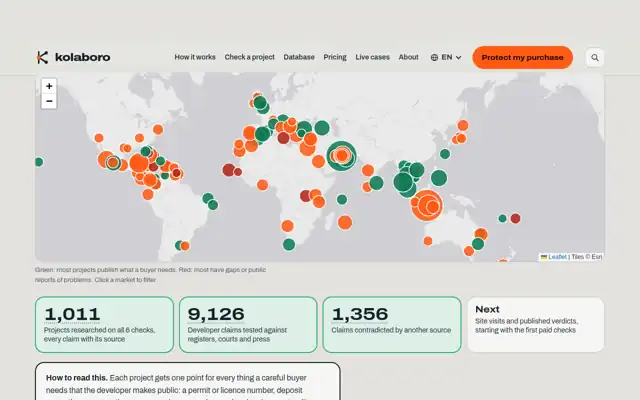 kolaboro
How it works Check a project Database Pricing Live cases About EN Protect my purchase
+
−
Leaflet | Tiles © Esri
Green: most projects publish what a buyer needs. Red: most have gaps or public
reports of problems. Click a market to filter
1,011
Projects researched on all 6 checks,
every claim with its source
9,126
Developer claims tested against
registers, courts and press
1,356
Claims contradicted by another source
Next
Site visits and published verdicts,
starting with the first paid checks
How to read this. Each project gets one point for every thing a careful buyer
needs that the developer makes public: a permit or licence number, deposit